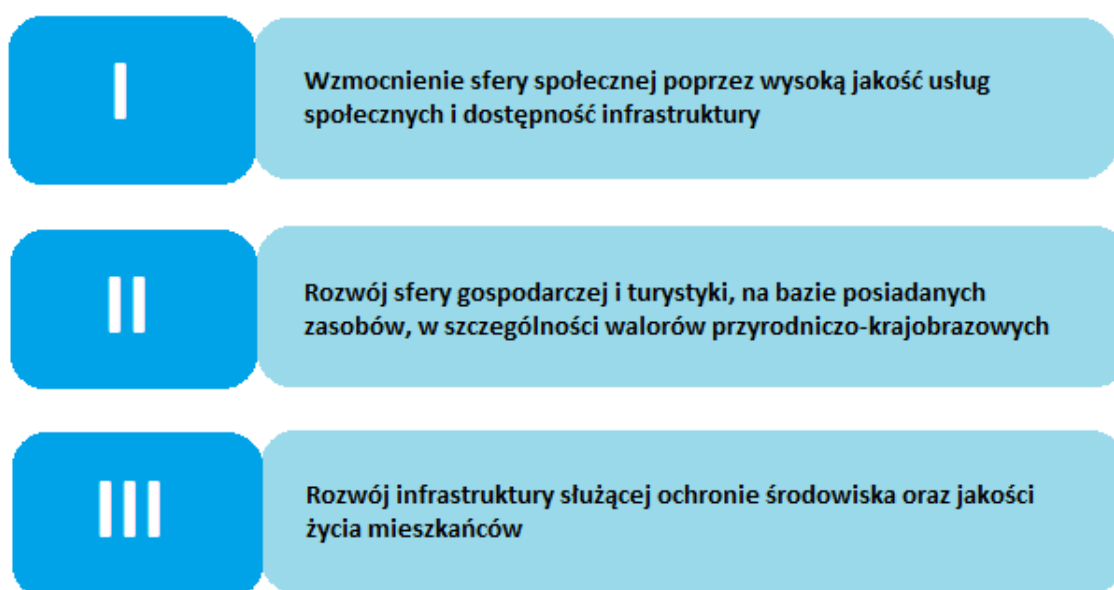 I
Wzmocnienie sfery społecznej poprzez wysoką jakość usług
społecznych i dostępność infrastruktury
II
Rozwój sfery gospodarczej i turystyki, na bazie posiadanych
zasobów, w szczególności walorów przyrodniczo-krajobrazowych
III
Rozwój infrastruktury służącej ochronie środowiska oraz jakości
życia mieszkańców